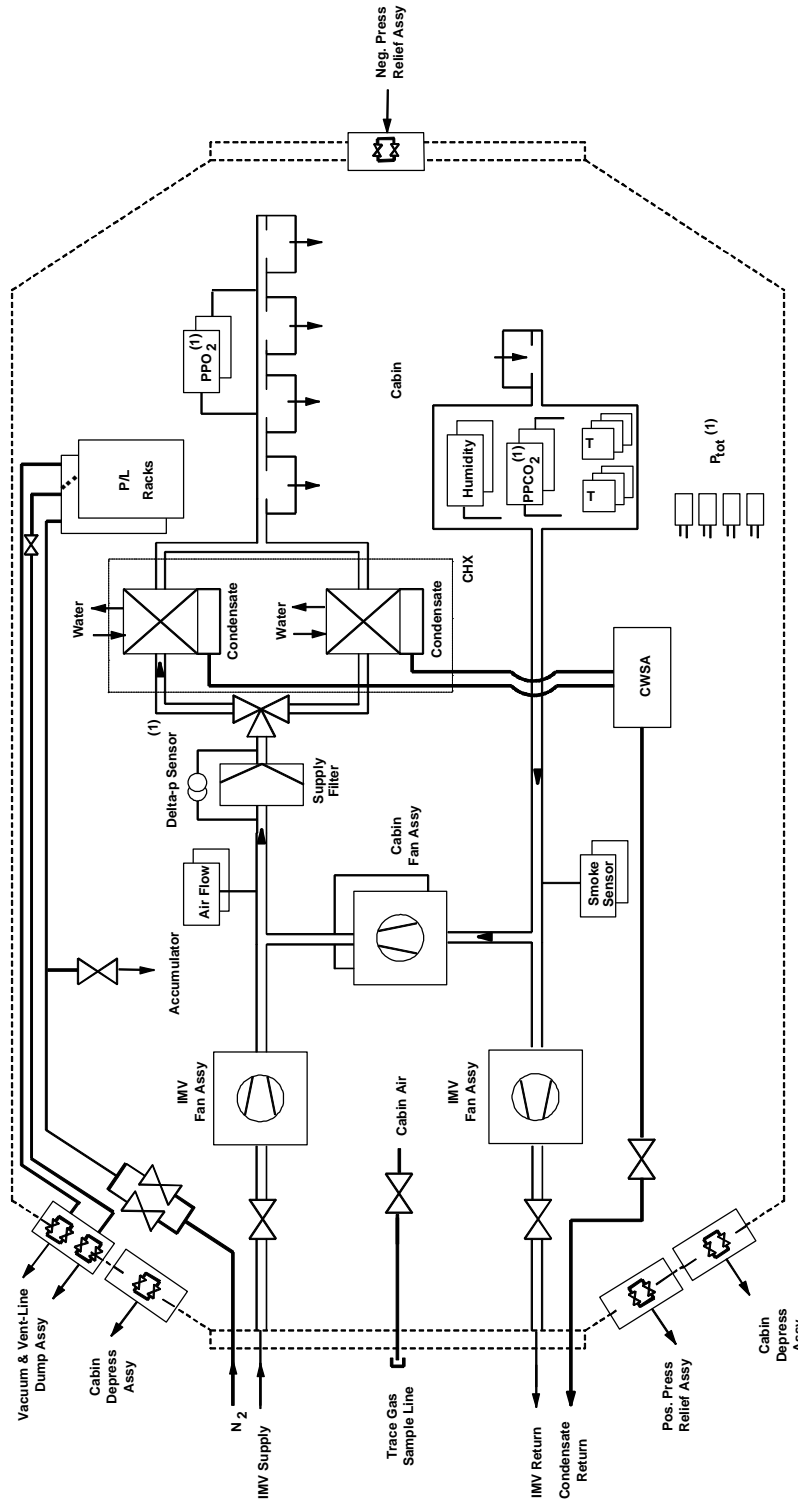 Vacuum & Vent-Line
Dump Assy
Cabin
Depress
Assy
N2
IMV Supply
Trace Gas
Sample Line
IMV Return
Condensate
Return
Pos. Press
Relief Assy
Cabin
Depress
Assy
Accumulator
IMV
Fan Assy
Cabin Air
IMV
Fan Assy
Air Flow
Delta-p Sensor
(1)
Supply
Filter
Cabin
Fan Assy
Smoke
Sensor
Water
Condensate
Water
Condensate
CHX
CWSA
P/L
Racks
PPO2
(1)
Cabin
Humidity
PPCO2
(1)
T
T
Ptot (1)
Neg. Press
Relief Assy